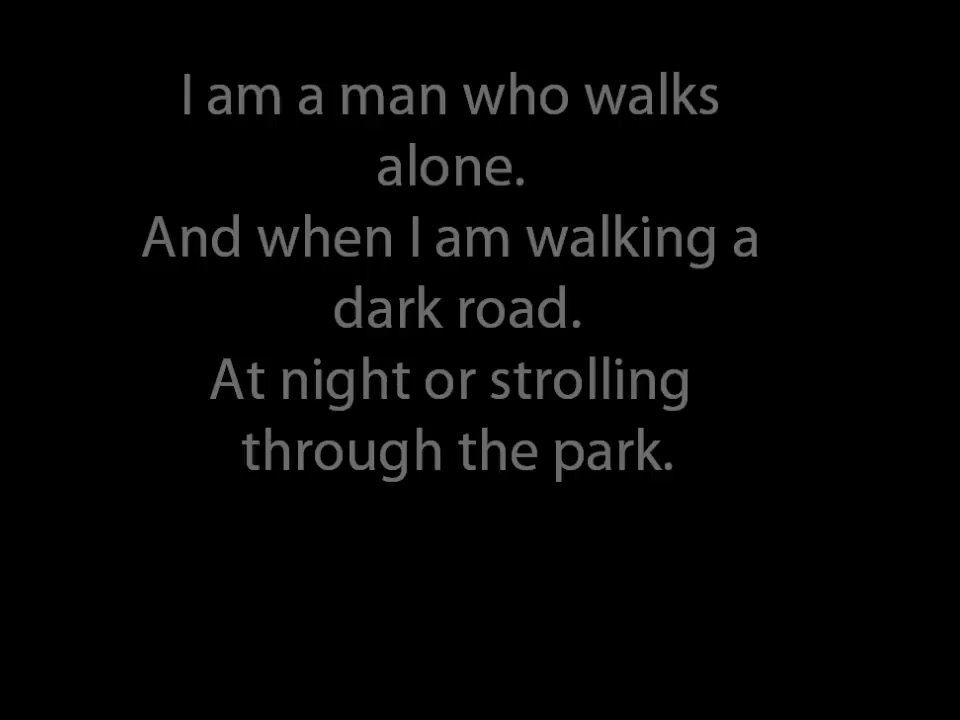 I am a man who walks
alone.
And when I am walking a
dark road.
At night or strolling
through the park.